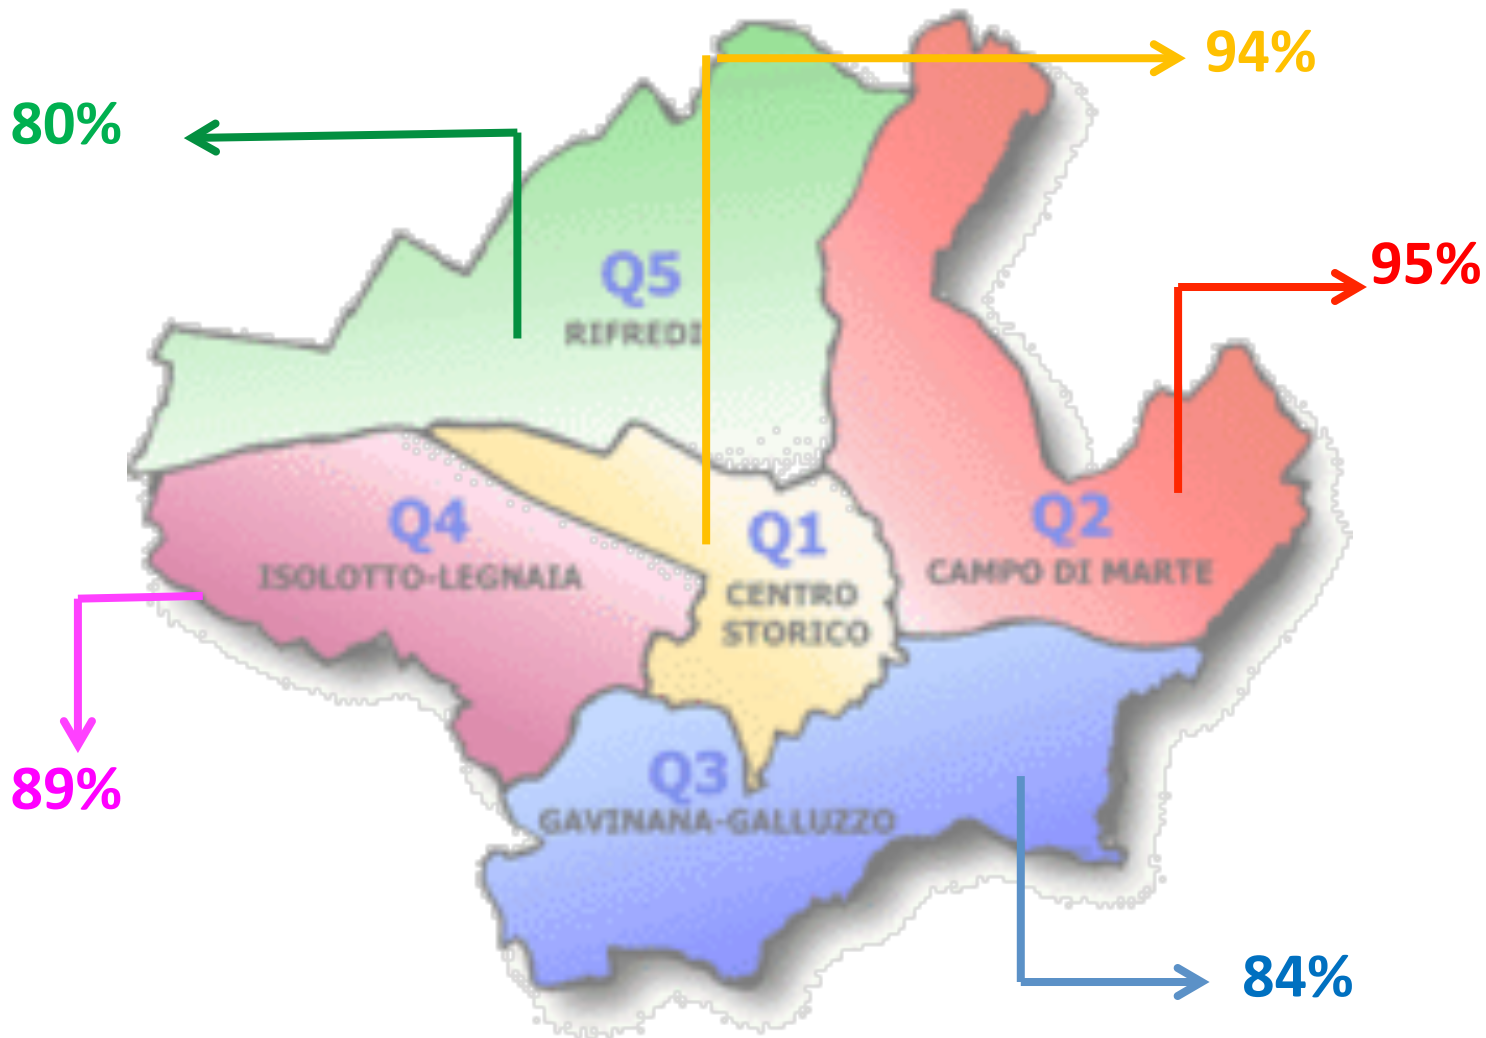 94%
80%
95%
Q5
RIFREDI
Q4
ISOLOTTO-LEGNAIA
Q1
CENTRO
STORICO
Q2
CAMPO DI MARTE
89%
Q3
GAVINANA-GALLUZZO
84%